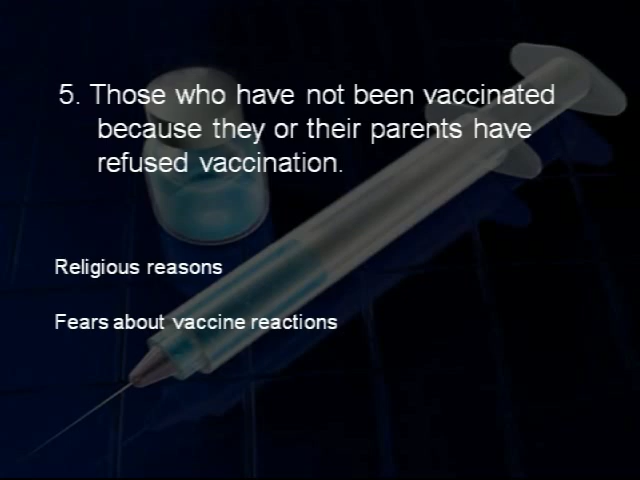 5. Those who have not been vaccinated
because they or their parents have
refused vaccination.
Religious reasons
Fears about vaccine reactions